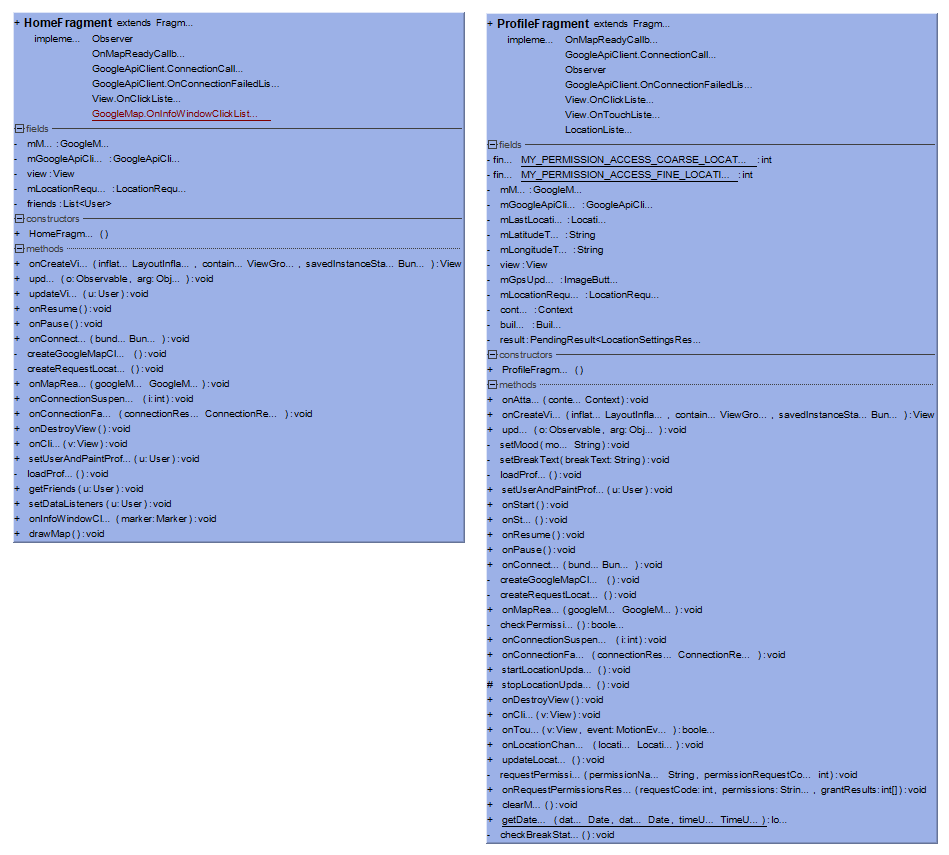 + HomeFragment extends Fragm...
impleme... Observer
OnMapReadyCallb...
GoogleApiClient.ConnectionCall...
GoogleApiClient.OnConnectionFailedLis...
View.OnClickListe...
GoogleMap.OnInfoWindowClickList...
fields
- mM... : GoogleM...
- mGoogleApiCli... : GoogleApiCli...
- view : View
- mLocationRequ... : LocationRequ...
- friends : List<User>
constructors
+ HomeFragm... ( )
methods
+ onCreateVi... ( inflat... LayoutInfla... , contain... ViewGro... , savedInstanceSta... Bun... ) : View
+ upd... ( o: Observable, arg: Obj... ) : void
+ updateVi... ( u: User) : void
+ onResume ( ) : void
+ onPause ( ) : void
+ onConnect... ( bund... Bun... ) : void
- createGoogleMapCl... ( ) : void
- createRequestLocat... ( ) : void
+ onMapRea... ( googleM... GoogleM... ) : void
+ onConnectionSuspen... ( i: int) : void
+ onConnectionFa... ( connectionRes... ConnectionRe... ) : void
+ onDestroyView ( ) : void
+ onCli... ( v: View) : void
+ setUserAndPaintProf... ( u: User) : void
- loadProf... ( ) : void
+ getFriends ( u: User) : void
+ setDataListeners ( u: User) : void
+ onInfoWindowCl... ( marker: Marker) : void
+ drawMap ( ) : void
+ ProfileFragment extends Fragm...
impleme... OnMapReadyCallb...
GoogleApiClient.ConnectionCall...
Observer
GoogleApiClient.OnConnectionFailedLis...
View.OnClickListe...
View.OnTouchListe...
LocationListe...
fields
- fin... MY_PERMISSION_ACCESS_COARSE_LOCAT... : int
- fin... MY_PERMISSION_ACCESS_FINE_LOCATI... : int
- mM... : GoogleM...
- mGoogleApiCli... : GoogleApiCli...
- mLastLocati... : Locati...
- mLatitudeT... : String
- mLongitudeT... : String
- view : View
- mGpsUpd... : ImageButt...
- mLocationRequ... : LocationRequ...
- cont... : Context
- buil... : Buil...
- result : PendingResult<LocationSettingsRes...
constructors
+ ProfileFragm... ( )
methods
+ onAtta... ( conte... Context) : void
+ onCreateVi... ( inflat... LayoutInfla... , contain... ViewGro... , savedInstanceSta... Bun... ) : View
+ upd... ( o: Observable, arg: Obj... ) : void
- setMood ( mo... String) : void
- setBreakText ( breakText: String) : void
- loadProf... ( ) : void
+ setUserAndPaintProf... ( u: User) : void
+ onStart ( ) : void
+ onSt... ( ) : void
+ onResume ( ) : void
+ onPause ( ) : void
+ onConnect... ( bund... Bun... ) : void
- createGoogleMapCl... ( ) : void
- createRequestLocat... ( ) : void
+ onMapRea... ( googleM... GoogleM... ) : void
- checkPermissi... ( ) : boole...
+ onConnectionSuspen... ( i: int) : void
+ onConnectionFa... ( connectionRes... ConnectionRe... ) : void
+ startLocationUpda... ( ) : void
# stopLocationUpda... ( ) : void
+ onDestroyView ( ) : void
+ onCli... ( v: View) : void
+ onTou... ( v: View, event: MotionEv... ) : boole...
+ onLocationChan... ( locati... Locati... ) : void
+ updateLocat... ( ) : void
- requestPermissi... ( permissionNa... String, permissionRequestCo... int) : void
+ onRequestPermissionsRes... ( requestCode: int, permissions: Strin... , grantResults: int[] ) : void
+ clearM... ( ) : void
+ getDate... ( dat... Date, dat... Date, timeU... TimeU... ) : lo...
- checkBreakStat... ( ) : void